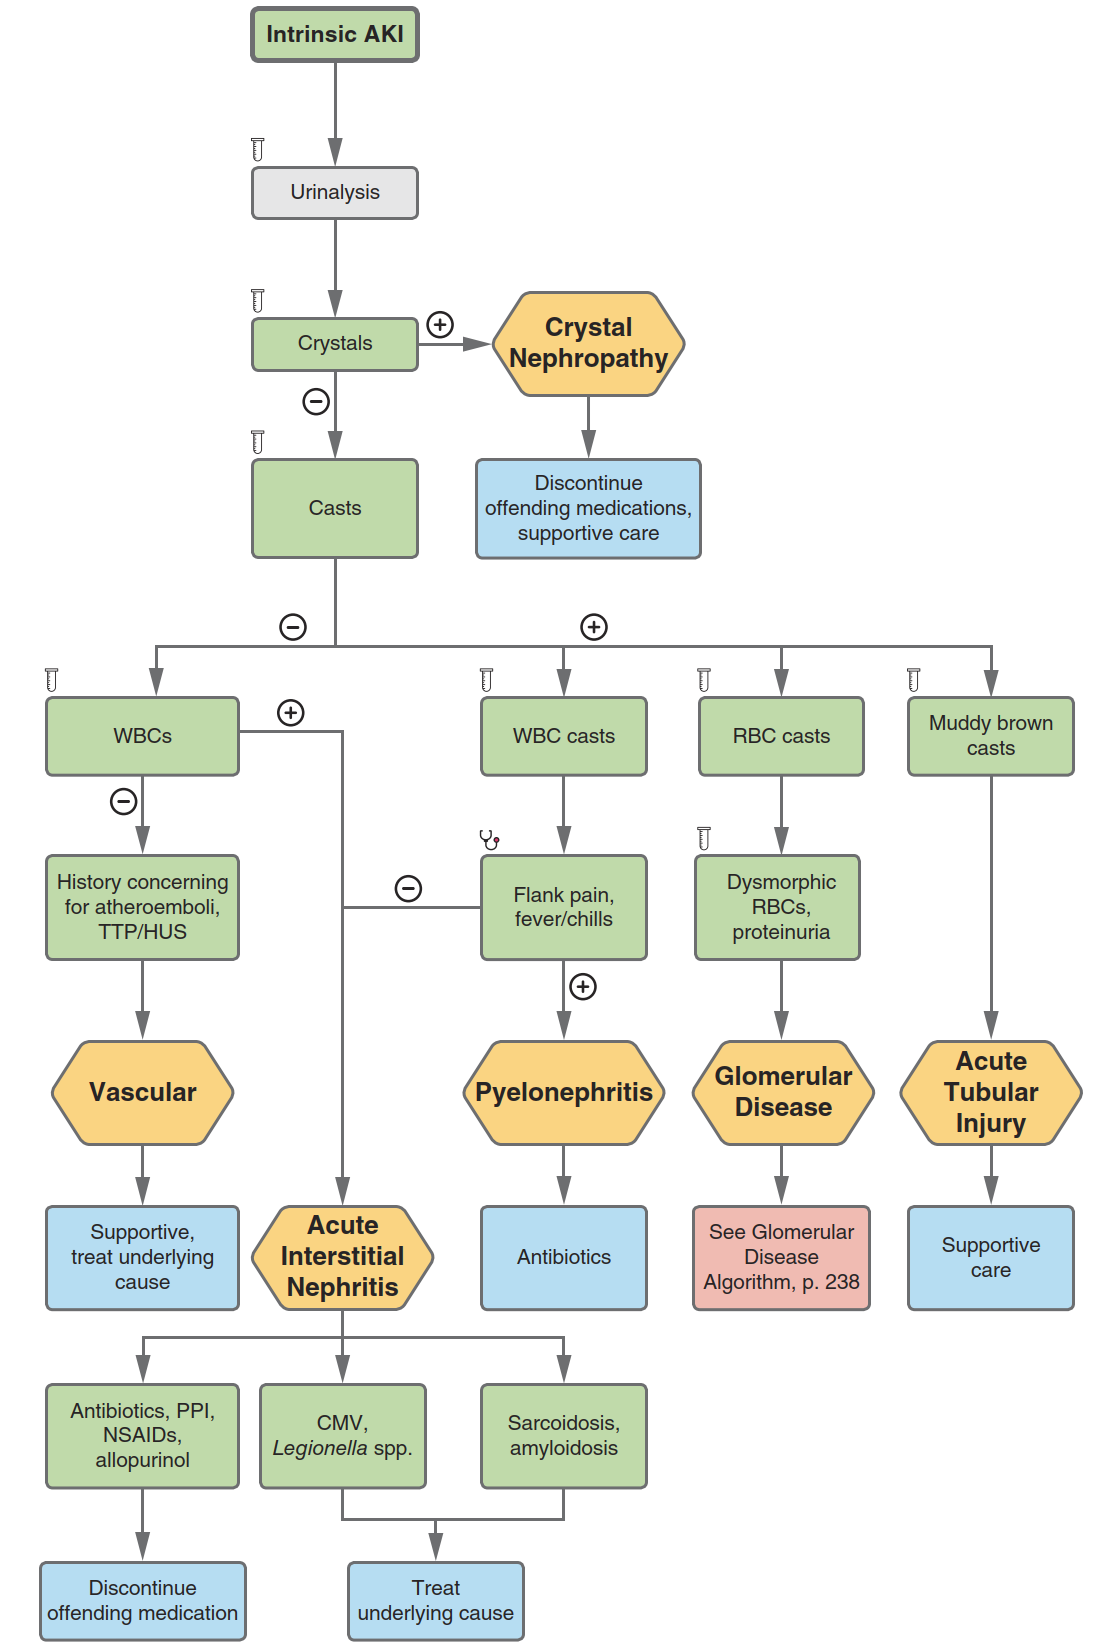 Intrinsic AKI
Urinalysis
Crystals
Crystal
Nephropathy
Casts
Discontinue
offending medications,
supportive care
WBCs
WBC casts
RBC casts
Muddy brown
casts
History concerning
for atheroemboli,
TTP/HUS
Flank pain,
fever/chills
Dysmorphic
RBCs,
proteinuria
Vascular
Pyelonephritis
Glomerular
Disease
Acute
Tubular
Injury
Supportive,
treat underlying
cause
Acute
Interstitial
Nephritis
Antibiotics
See Glomerular
Disease
Algorithm, p. 238
Supportive
care
Antibiotics, PPI,
NSAIDs,
allopurinol
CMV,
Legionella spp.
Sarcoidosis,
amyloidosis
Discontinue
offending medication
Treat
underlying cause